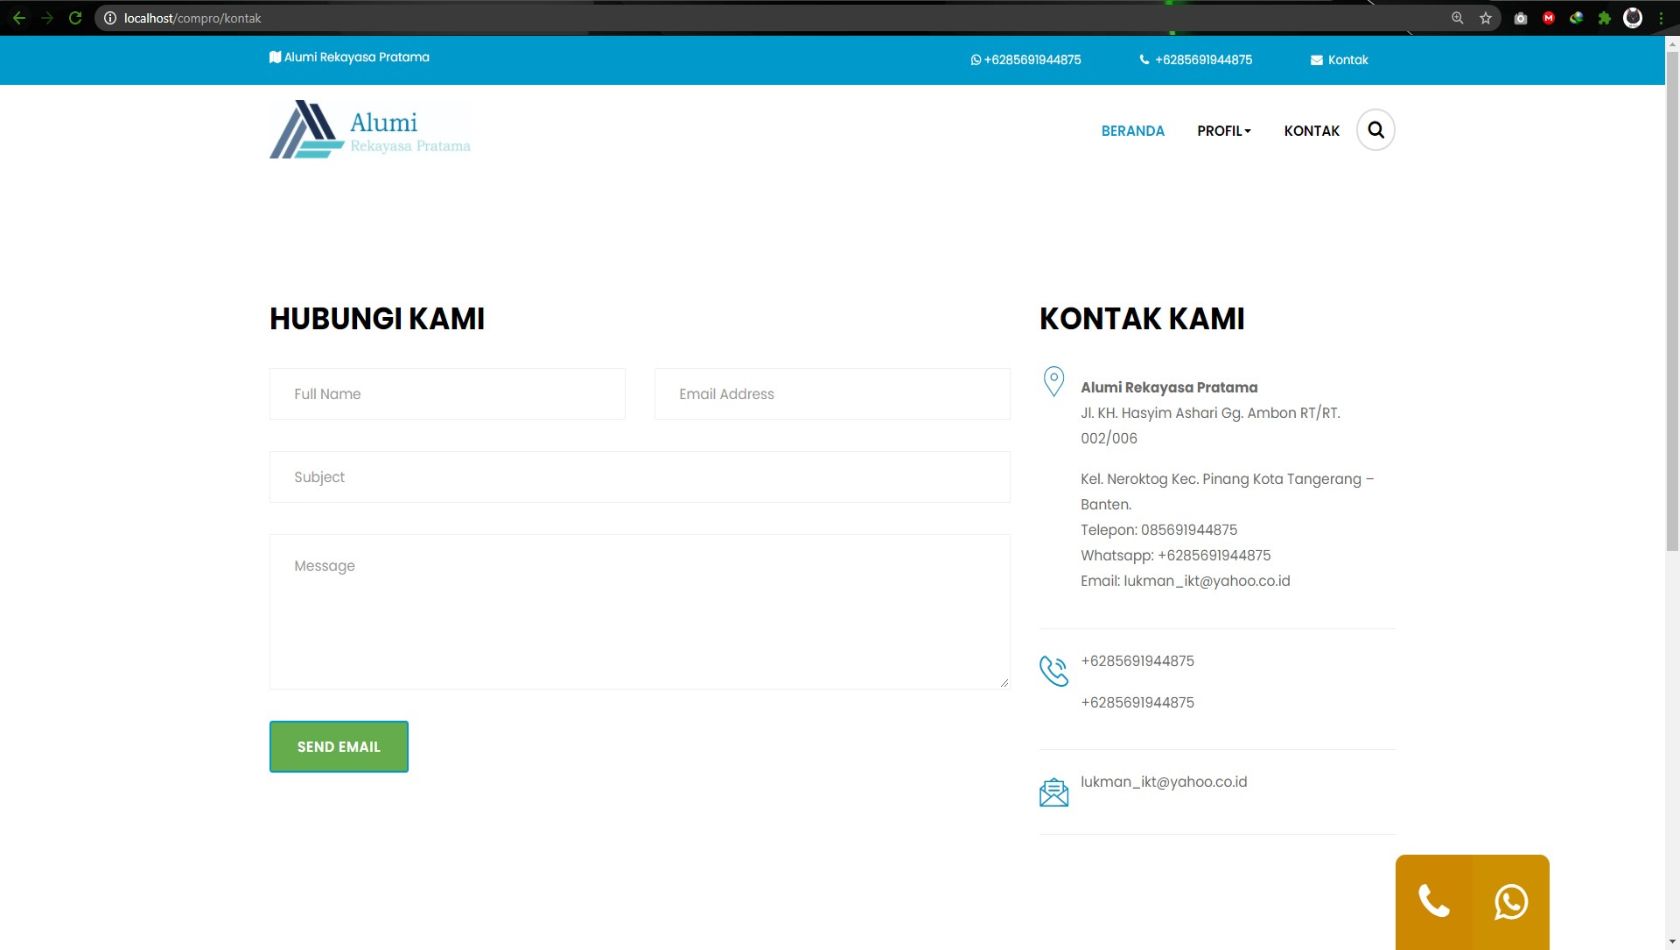 localhost/compro/kontak
Alumi Rekayasa Pratama
+6285691944875
+6285691944875
Kontak
Alumi
Rekayasa Pratama
BERANDA
PROFIL
KONTAK
HUBUNGI KAMI
Full Name
Email Address
Subject
Message
SEND EMAIL
KONTAK KAMI
Alumi Rekayasa Pratama
Jl. KH. Hasyim Ashari Gg. Ambon RT/RT.
002/006
Kel. Neroktog Kec. Pinang Kota Tangerang –
Banten.
Telepon: 085691944875
Whatsapp: +6285691944875
Email: lukman_ikt@yahoo.co.id
+6285691944875
+6285691944875
lukman_ikt@yahoo.co.id